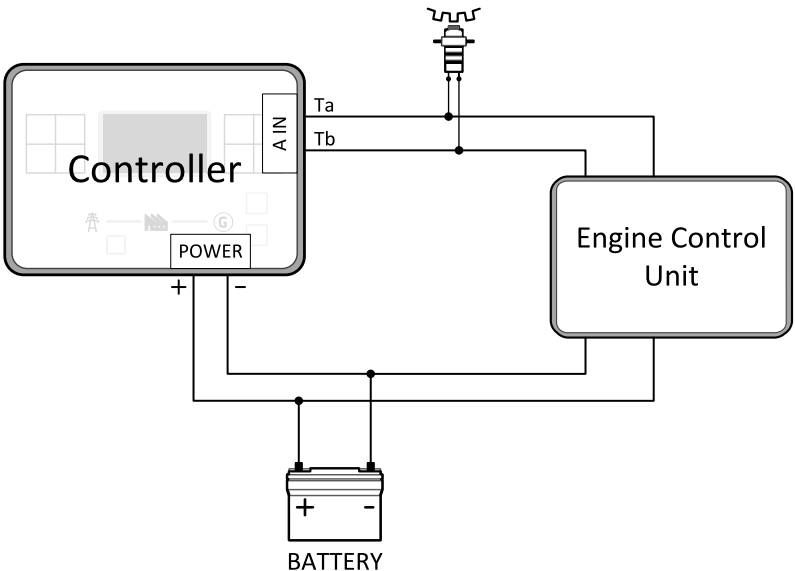 Ta
A IN
Tb
Controller
G
POWER
+ -
Engine Control
Unit
+ -
BATTERY